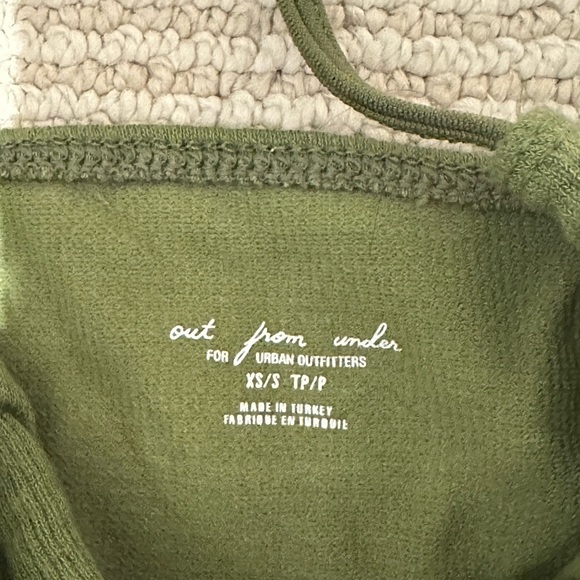 out from under
FOR URBAN OUTFITTERS
XS/S TP/P
MADE IN TURKEY
FABRIQUE EN TURQUIE